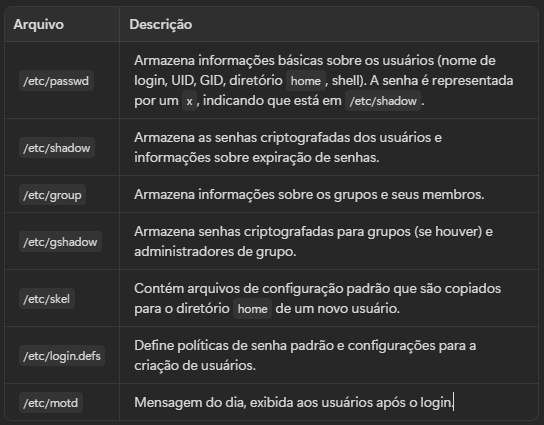 Arquivo Descrição
Armazena informações básicas sobre os usuários (nome de
/etc/passwd login, UID, GID, diretório home , shell). A senha é representada
por um x , indicando que está em /etc/shadow .
Armazena as senhas criptografadas dos usuários e
/etc/shadow informações sobre expiração de senhas.
/etc/group Armazena informações sobre os grupos e seus membros.
Armazena senhas criptografadas para grupos (se houver) e
/etc/gshadow administradores de grupo.
Contém arquivos de configuração padrão que são copiados
/etc/skel para o diretório home de um novo usuário.
Define políticas de senha padrão e configurações para a
/etc/login.defs criação de usuários.
/etc/motd Mensagem do dia, exibida aos usuários após o login.